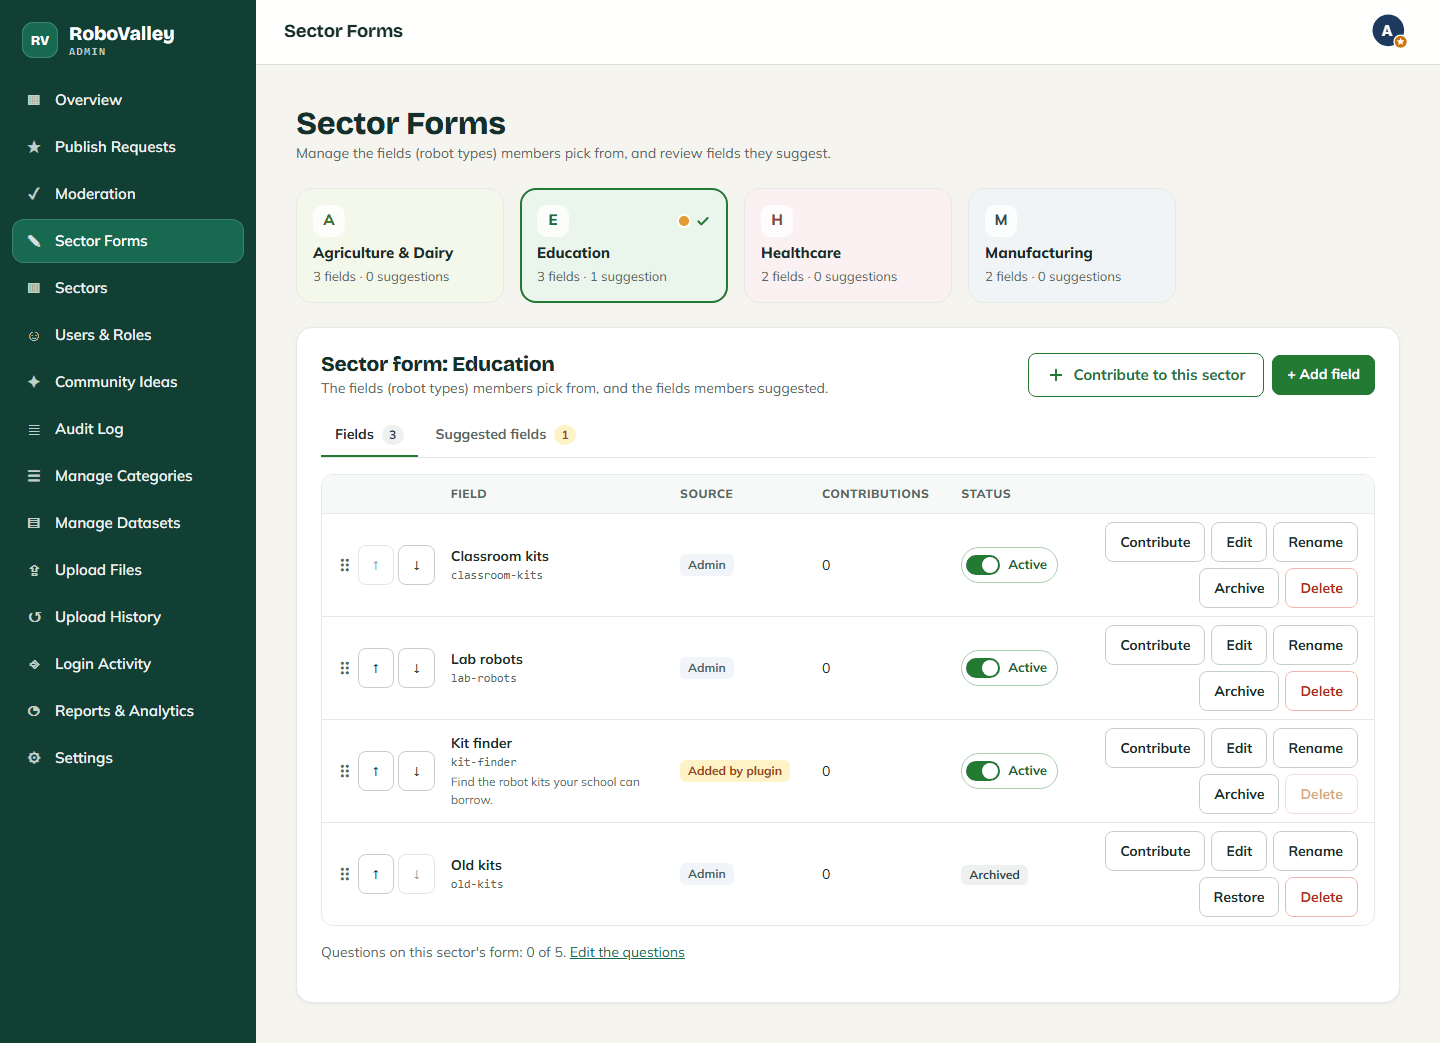 RV
RoboValley
ADMIN
Overview
Publish Requests
Moderation
Sector Forms
Sectors
Users & Roles
Community Ideas
Audit Log
Manage Categories
Manage Datasets
Upload Files
Upload History
Login Activity
Reports & Analytics
Settings
Sector Forms
A
Sector Forms
Manage the fields (robot types) members pick from, and review fields they suggest.
A
Agriculture & Dairy
3 fields · 0 suggestions
E
Education
3 fields · 1 suggestion
H
Healthcare
2 fields · 0 suggestions
M
Manufacturing
2 fields · 0 suggestions
Sector form: Education
The fields (robot types) members pick from, and the fields members suggested.
+ Contribute to this sector
+ Add field
Fields 3
Suggested fields 1
FIELD SOURCE CONTRIBUTIONS STATUS
↑ ↓
Classroom kits
classroom-kits
Admin
0
Active
Contribute Edit Rename
Archive Delete
↑ ↓
Lab robots
lab-robots
Admin
0
Active
Contribute Edit Rename
Archive Delete
↑ ↓
Kit finder
kit-finder
Find the robot kits your school can
borrow.
Added by plugin
0
Active
Contribute Edit Rename
Archive Delete
↑ ↓
Old kits
old-kits
Admin
0
Archived
Contribute Edit Rename
Restore Delete
Questions on this sector's form: 0 of 5. Edit the questions